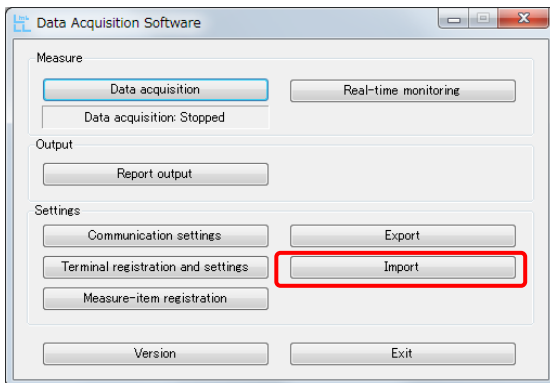 Data Acquisition Software
Measure
Data acquisition
Real-time monitoring
Data acquisition: Stopped
Output
Report output
Settings
Communication settings
Export
Terminal registration and settings
Import
Measure-item registration
Version
Exit